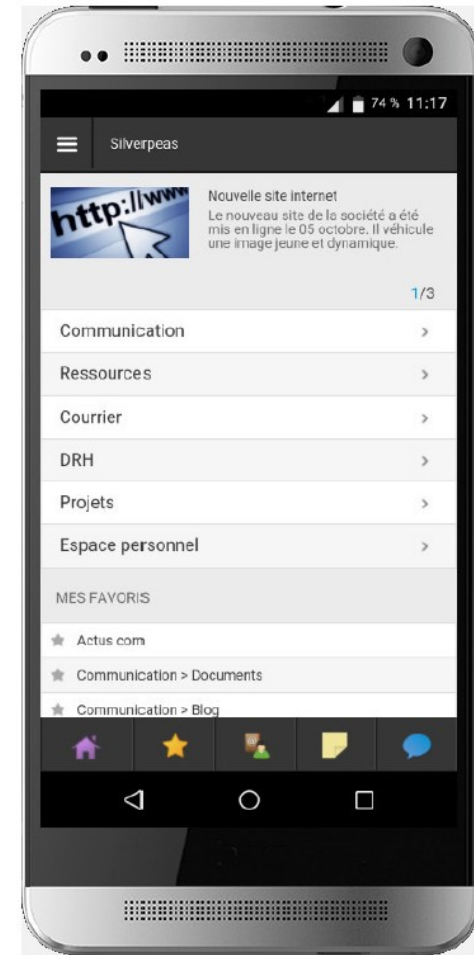 74 % 11:17
Silverpeas
http://www
Nouvelle site internet
Le nouveau site de la société a été
mis en ligne le 05 octobre. Il véhicule
une image jeune et dynamique.
1/3
Communication
Ressources
Courrier
DRH
Projets
Espace personnel
MES FAVORIS
Actus com
Communication > Documents
Communication > Blog